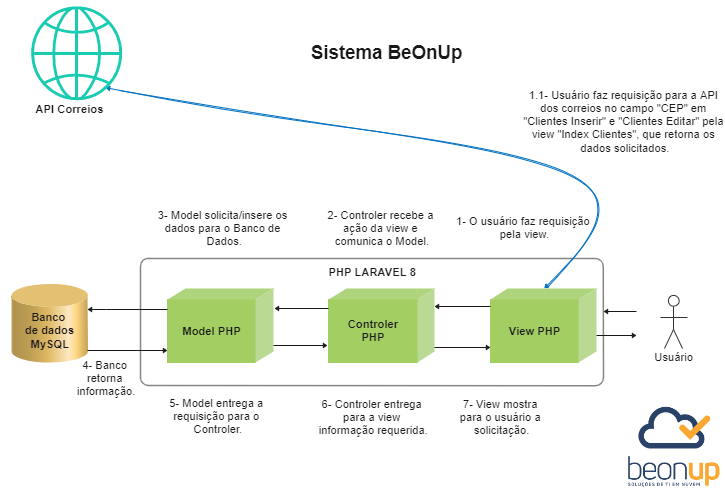 Sistema BeOnUp
API Correios
1.1- Usuário faz requisição para a API
dos correios no campo "CEP" em
"Clientes Inserir" e "Clientes Editar" pela
view "Index Clientes", que retorna os
dados solicitados.
3- Model solicita/insere os
dados para o Banco de
Dados.
2- Controler recebe a
ação da view e
comunica o Model.
1- O usuário faz requisição
pela view.
PHP LARAVEL 8
Banco
de dados
MySQL
Model PHP
Controler
PHP
View PHP
Usuário
4- Banco
retorna
informação.
5- Model entrega a
requisição para o
Controler.
6- Controler entrega
para a view
informação requerida.
7- View mostra
para o usuário a
solicitação.
beonup
SOLUÇÕES DE TI EM NUVEM